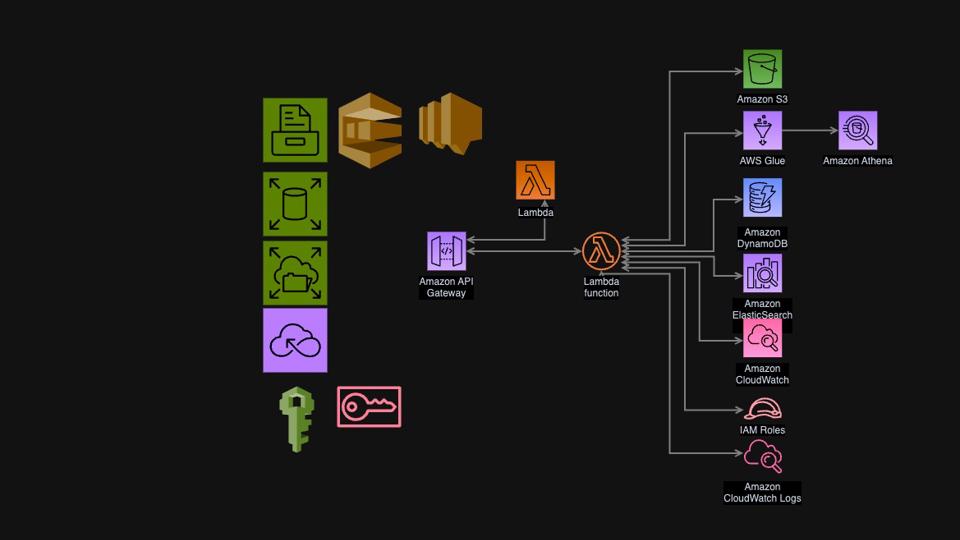 Amazon S3
AWS Glue
Amazon Athena
Lambda
Amazon
DynamoDB
Amazon API
Gateway
Lambda
function
Amazon
ElasticSearch
Amazon
CloudWatch
IAM Roles
Amazon
CloudWatch Logs